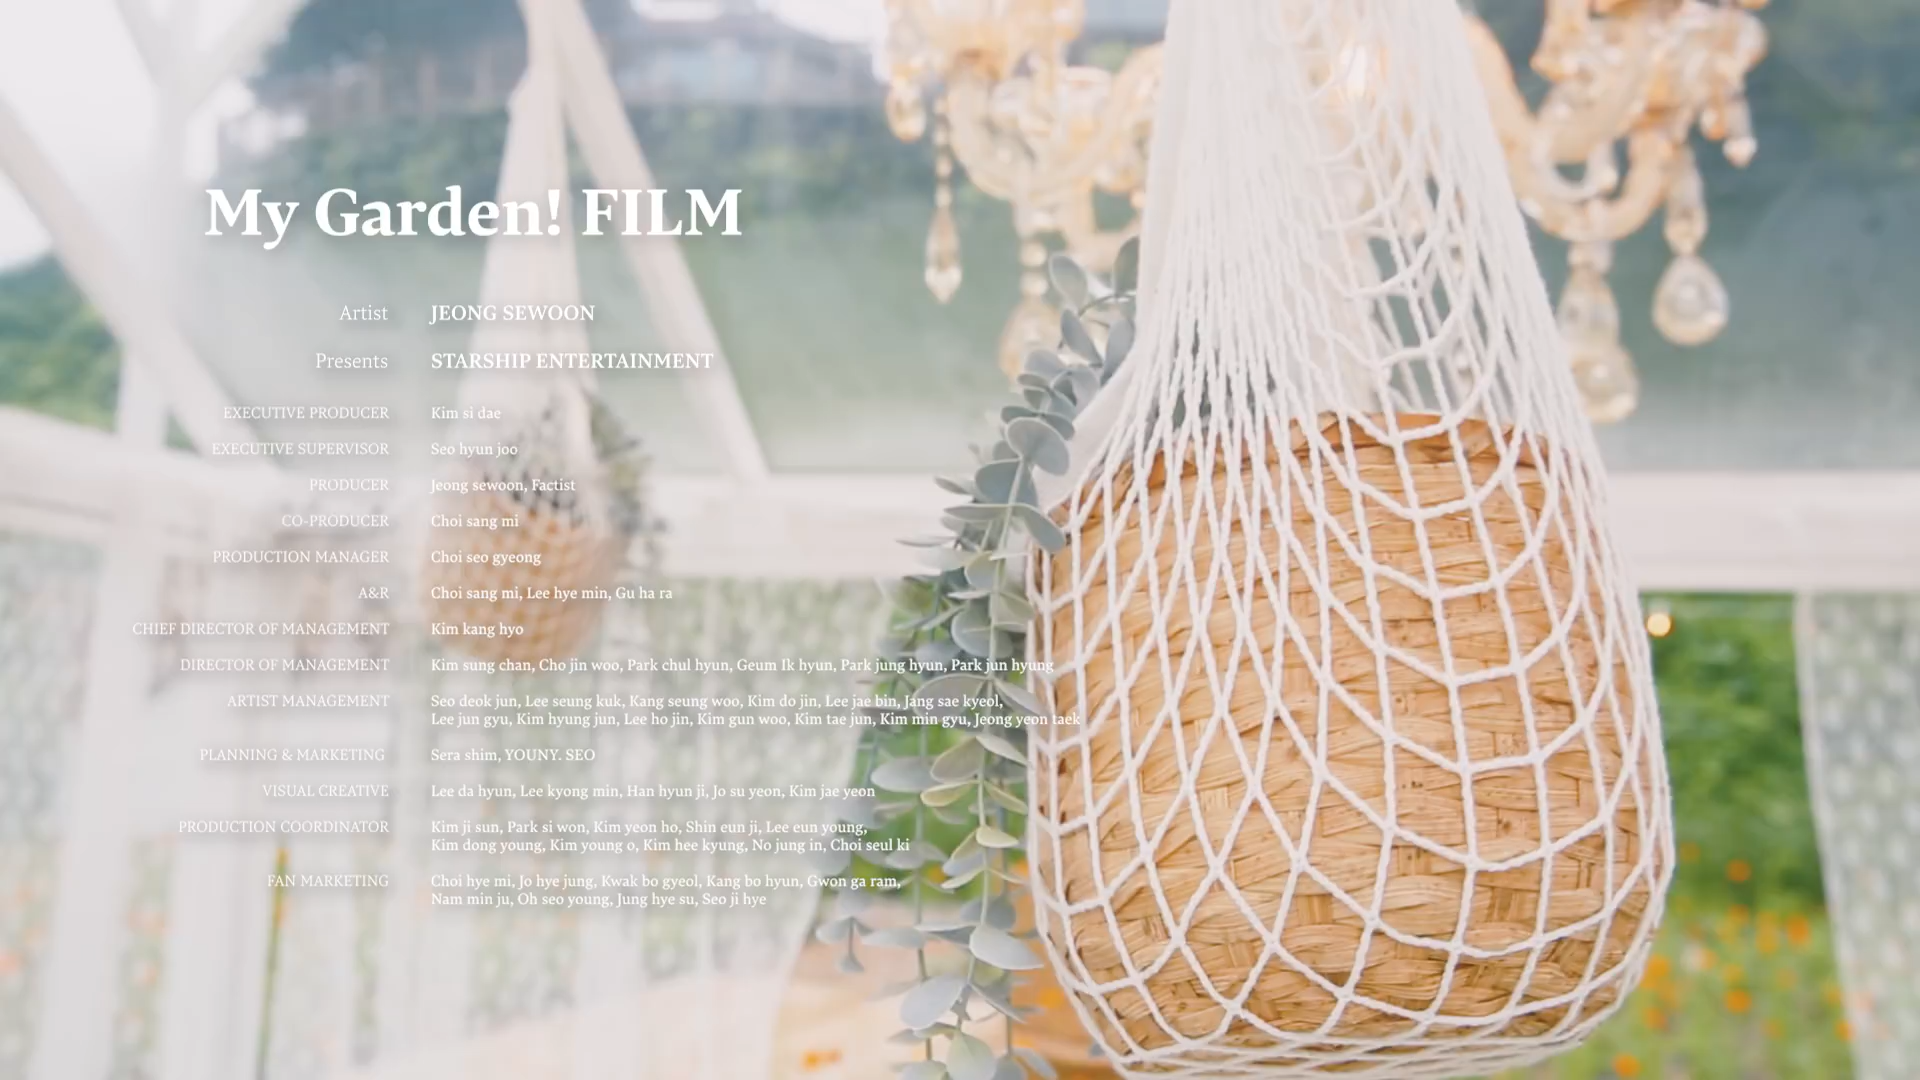 My Garden! FILM
Artist JEONG SEWOON
Presents STARSHIP ENTERTAINMENT
EXECUTIVE PRODUCER Kim si dae
EXECUTIVE SUPERVISOR Seo hyun joo
PRODUCER Jeong sewoon, Factist
CO-PRODUCER Choi sang mi
PRODUCTION MANAGER Choi seo gyeong
A&R Choi sang mi, Lee hye min, Gu ha ra
CHIEF DIRECTOR OF MANAGEMENT Kim kang hyo
DIRECTOR OF MANAGEMENT Kim sung chan, Cho jin woo, Park chul hyun, Geum Ik hyun, Park jung hyun, Park jun hyung
ARTIST MANAGEMENT Seo deok jun, Lee seung kuk, Kang seung woo, Kim do jin, Lee jae bin, Jang sae kyeol,
Lee jun gyu, Kim hyung jun, Lee ho jin, Kim gun woo, Kim tae jun, Kim min gyu, Jeong yeon taek
PLANNING & MARKETING Sera shim, YOUNY. SEO
VISUAL CREATIVE Lee da hyun, Lee kyong min, Han hyun ji, Jo su yeon, Kim jae yeon
PRODUCTION COORDINATOR Kim ji sun, Park si won, Kim yeon ho, Shin eun ji, Lee eun young,
Kim dong young, Kim young o, Kim hee kyung, No jung in, Choi seul ki
FAN MARKETING Choi hye mi, Jo hye jung, Kwak bo gyeol, Kang bo hyun, Gwon ga ram,
Nam min ju, Oh seo young, Jung hye su, Seo ji hye